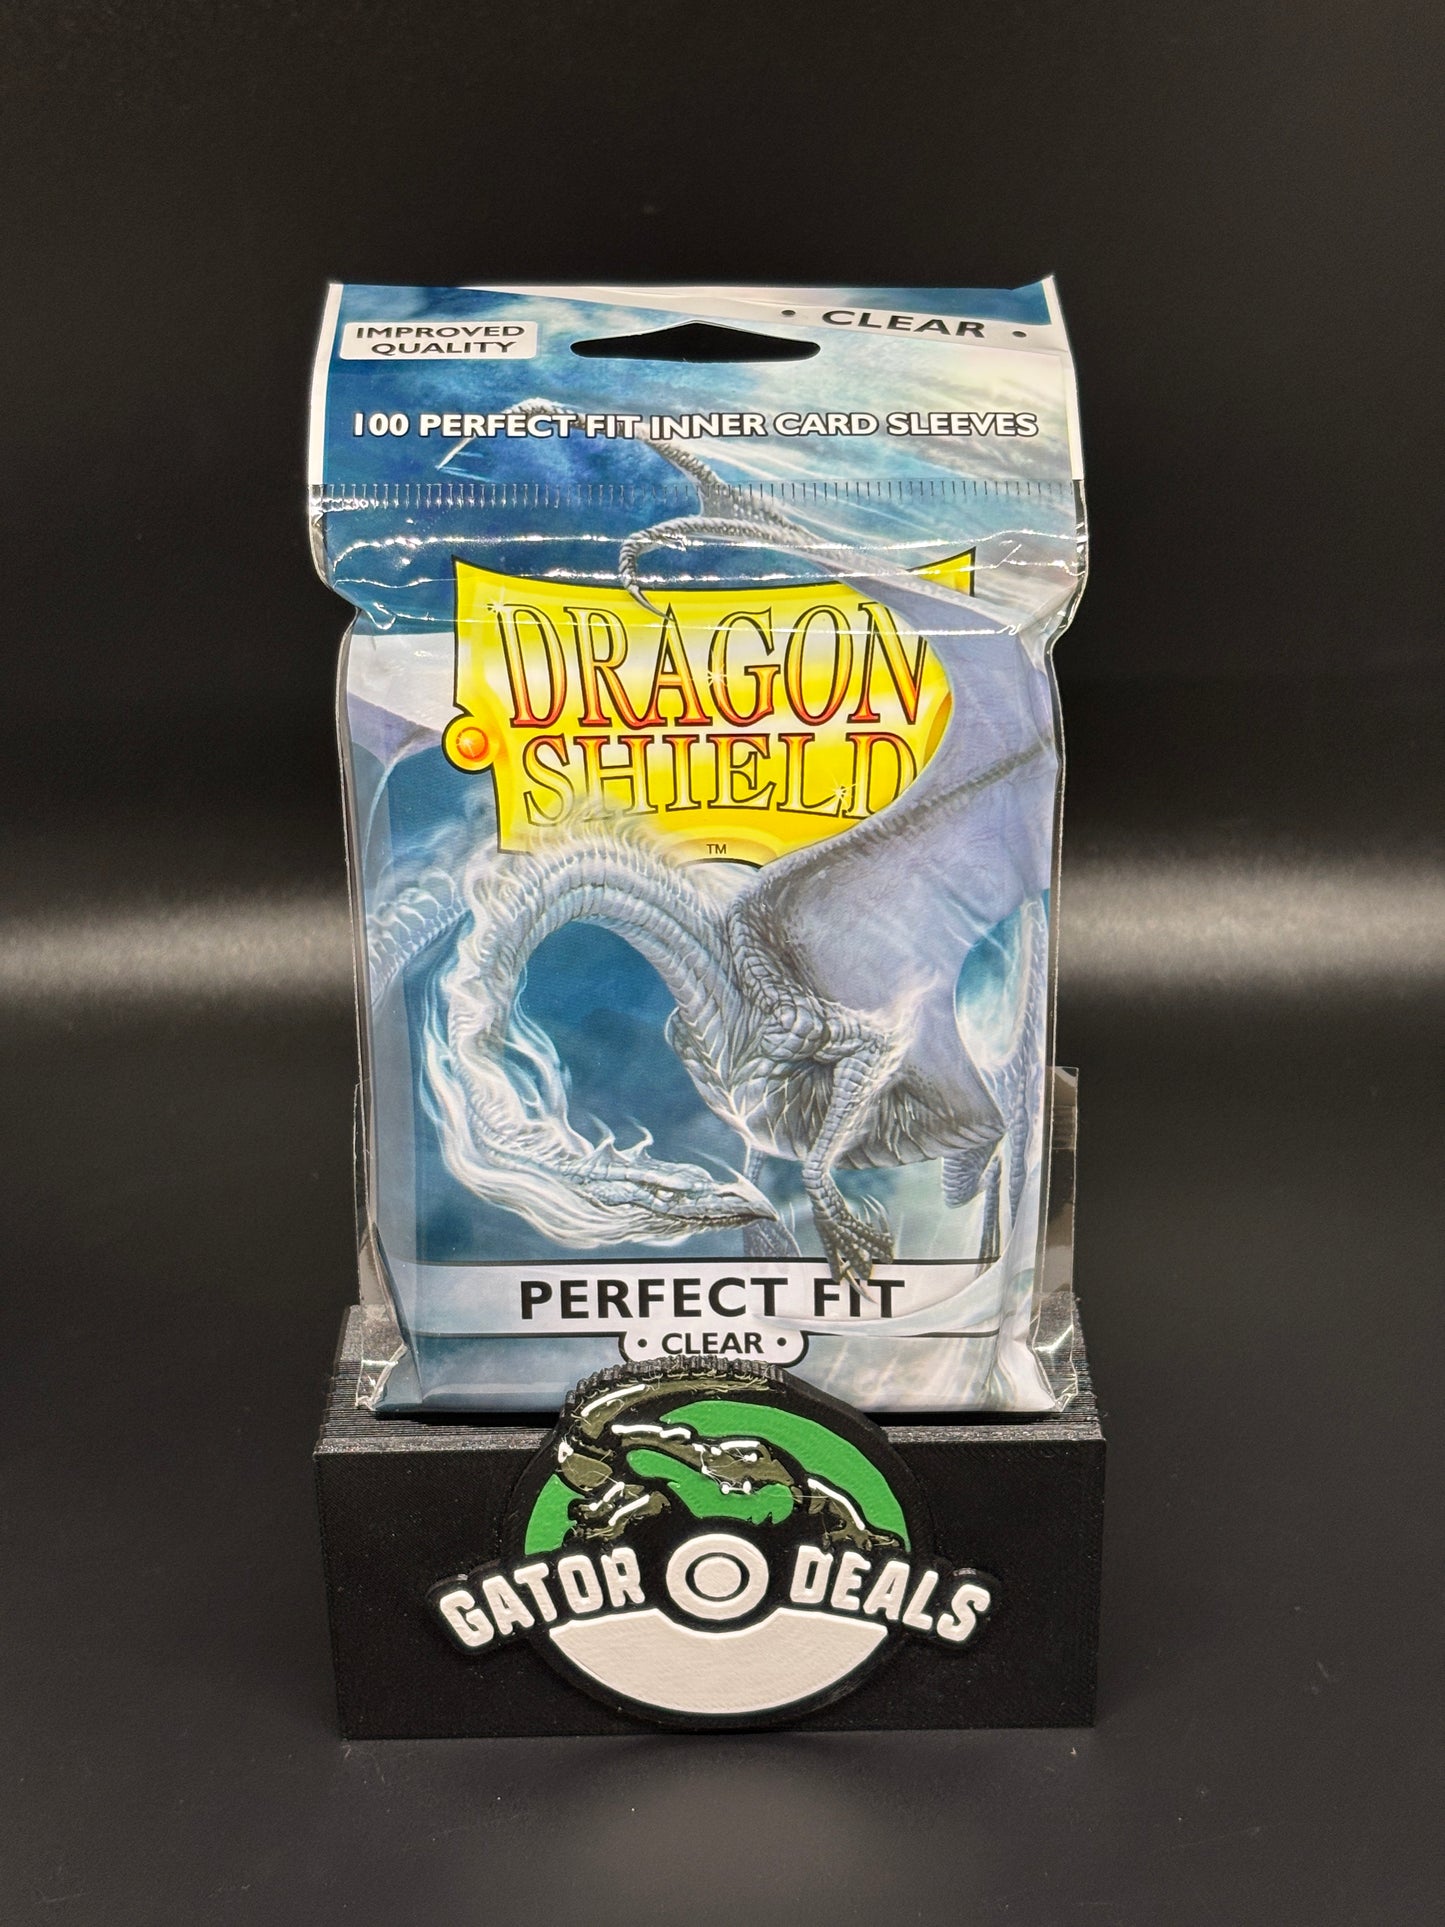 IMPROVED
QUALITY
• CLEAR •
100 PERFECT FIT INNER CARD SLEEVES
DRAGON
SHIELD
™
PERFECT FIT
• CLEAR •
GATOR DEALS